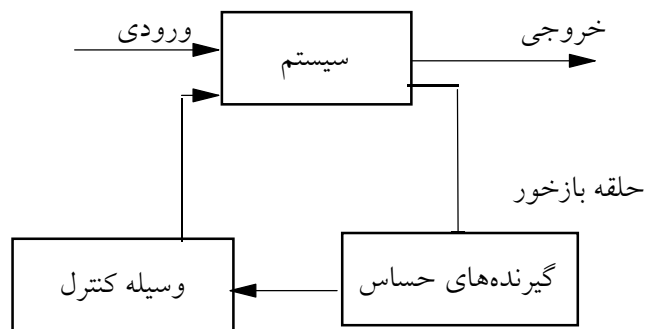 ورودی
خروجی
سیستم
حلقه بازخور
گیرنده‌های حساس
وسیله کنترل